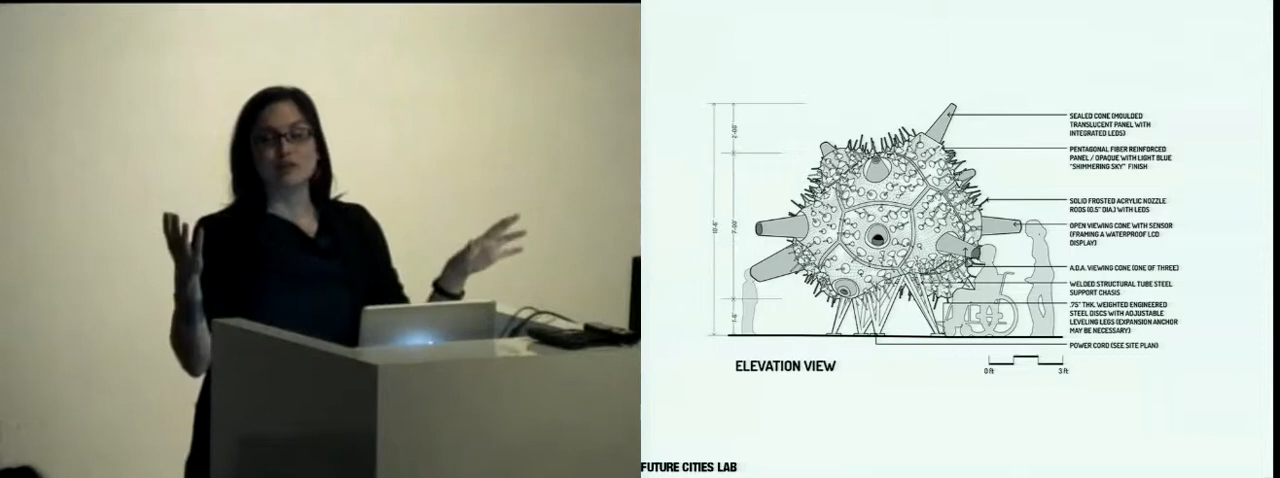 SEALED CONE (MOULDED
TRANSLUCENT PANEL WITH
INTEGRATED LEDS)
PENTAGONAL FIBER REINFORCED
PANEL / OPAQUE WITH LIGHT BLUE
"SHIMMERING SKY" FINISH
SOLID FROSTED ACRYLIC NOZZLE
RODS (0.5" DIA.) WITH LEDS
OPEN VIEWING CONE WITH SENSOR
(FRAMING A WATERPROOF LCD
DISPLAY)
A.D.A. VIEWING CONE (ONE OF THREE)
WELDED STRUCTURAL TUBE STEEL
SUPPORT CHASIS
.75" THK. WEIGHTED ENGINEERED
STEEL DISCS WITH ADJUSTABLE
LEVELING LEGS (EXPANSION ANCHOR
MAY BE NECESSARY)
POWER CORD (SEE SITE PLAN)
ELEVATION VIEW
0 ft 3 ft
FUTURE CITIES LAB